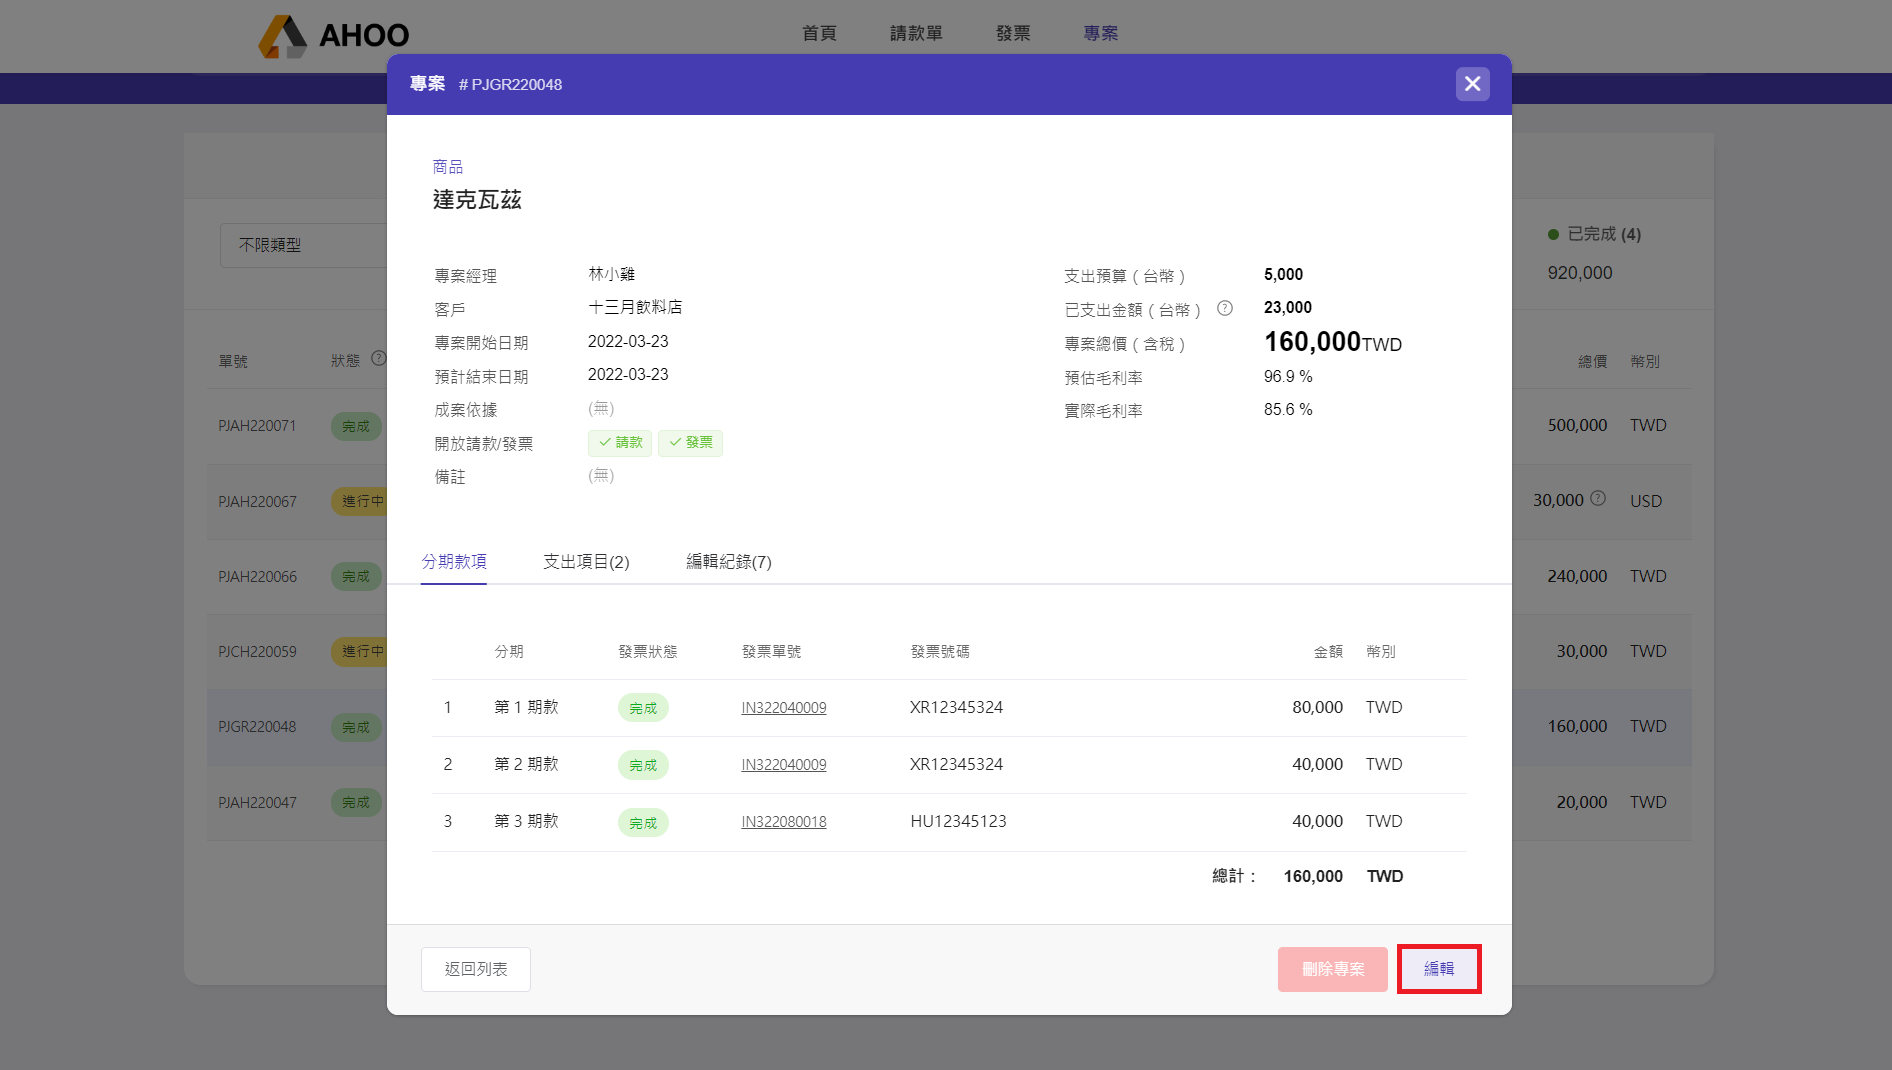 AHOO
首頁 請款單 發票 專案
專案 # PJGR220048
商品
達克瓦茲
不限類型
已完成 (4)
920,000
專案經理 林小雞
客戶 十三月飲料店
專案開始日期 2022-03-23
預計結束日期 2022-03-23
成案依據 (無)
開放請款/發票 請款 發票
備註 (無)
支出預算 ( 台幣 ) 5,000
已支出金額 ( 台幣 ) ? 23,000
專案總價 ( 含稅 ) 160,000TWD
預估毛利率 96.9 %
實際毛利率 85.6 %
單號 狀態 ? 總價 幣別
PJAH220071 完成 500,000 TWD
PJAH220067 進行中 30,000 ? USD
PJAH220066 完成 240,000 TWD
PJCH220059 進行中 30,000 TWD
PJGR220048 完成 160,000 TWD
PJAH220047 完成 20,000 TWD
分期款項 支出項目(2) 編輯紀錄(7)
分期 發票狀態 發票單號 發票號碼 金額 幣別
1 第 1 期款 完成 IN322040009 XR12345324 80,000 TWD
2 第 2 期款 完成 IN322040009 XR12345324 40,000 TWD
3 第 3 期款 完成 IN322080018 HU12345123 40,000 TWD
總計： 160,000 TWD
返回列表 刪除專案 編輯